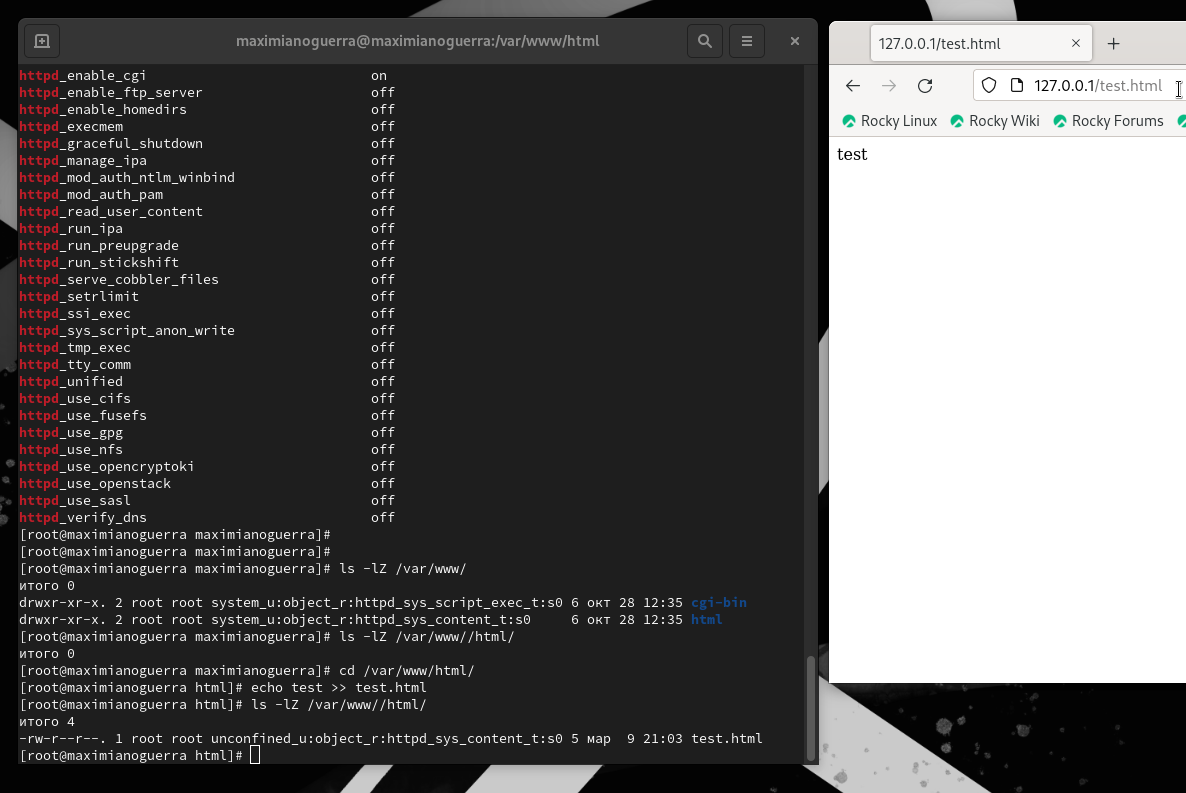 maximianoguerra@maximianoguerra:/var/www/html
httpd_enable_cgi on
httpd_enable_ftp_server off
httpd_enable_homedirs off
httpd_execmem off
httpd_graceful_shutdown off
httpd_manage_ipa off
httpd_mod_auth_ntlm_winbind off
httpd_mod_auth_pam off
httpd_read_user_content off
httpd_run_ipa off
httpd_run_preupgrade off
httpd_run_stickshift off
httpd_serve_cobbler_files off
httpd_setrlimit off
httpd_ssi_exec off
httpd_sys_script_anon_write off
httpd_tmp_exec off
httpd_tty_comm off
httpd_unified off
httpd_use_cifs off
httpd_use_fusefs off
httpd_use_gpg off
httpd_use_nfs off
httpd_use_opencryptoki off
httpd_use_openstack off
httpd_use_sasl off
httpd_verify_dns off
[root@maximianoguerra maximianoguerra]#
[root@maximianoguerra maximianoguerra]#
[root@maximianoguerra maximianoguerra]# ls -lZ /var/www/
итого 0
drwxr-xr-x. 2 root root system_u:object_r:httpd_sys_script_exec_t:s0 6 окт 28 12:35 cgi-bin
drwxr-xr-x. 2 root root system_u:object_r:httpd_sys_content_t:s0     6 окт 28 12:35 html
[root@maximianoguerra maximianoguerra]# ls -lZ /var/www//html/
итого 0
[root@maximianoguerra maximianoguerra]# cd /var/www/html/
[root@maximianoguerra html]# echo test >> test.html
[root@maximianoguerra html]# ls -lZ /var/www//html/
итого 4
-rw-r--r--. 1 root root unconfined_u:object_r:httpd_sys_content_t:s0 5 мар  9 21:03 test.html
[root@maximianoguerra html]#
127.0.0.1/test.html
127.0.0.1/test.html
Rocky Linux Rocky Wiki Rocky Forums
test